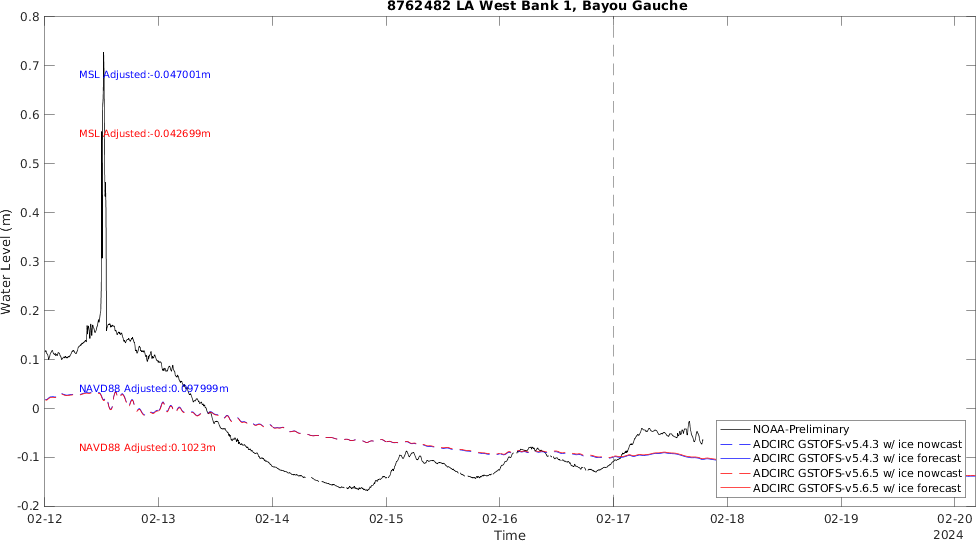 8762482 LA West Bank 1, Bayou Gauche
0.8
0.7
0.6
0.5
0.4
0.3
0.2
0.1
0
-0.1
-0.2
Water Level (m)
MSL Adjusted:-0.047001m
MSL Adjusted:-0.042699m
NAVD88 Adjusted:0.097999m
NAVD88 Adjusted:0.1023m
NOAA-Preliminary
ADCIRC GSTOFS-v5.4.3 w/ ice nowcast
ADCIRC GSTOFS-v5.4.3 w/ ice forecast
ADCIRC GSTOFS-v5.6.5 w/ ice nowcast
ADCIRC GSTOFS-v5.6.5 w/ ice forecast
02-12 02-13 02-14 02-15 02-16 02-17 02-18 02-19 02-20
Time 2024